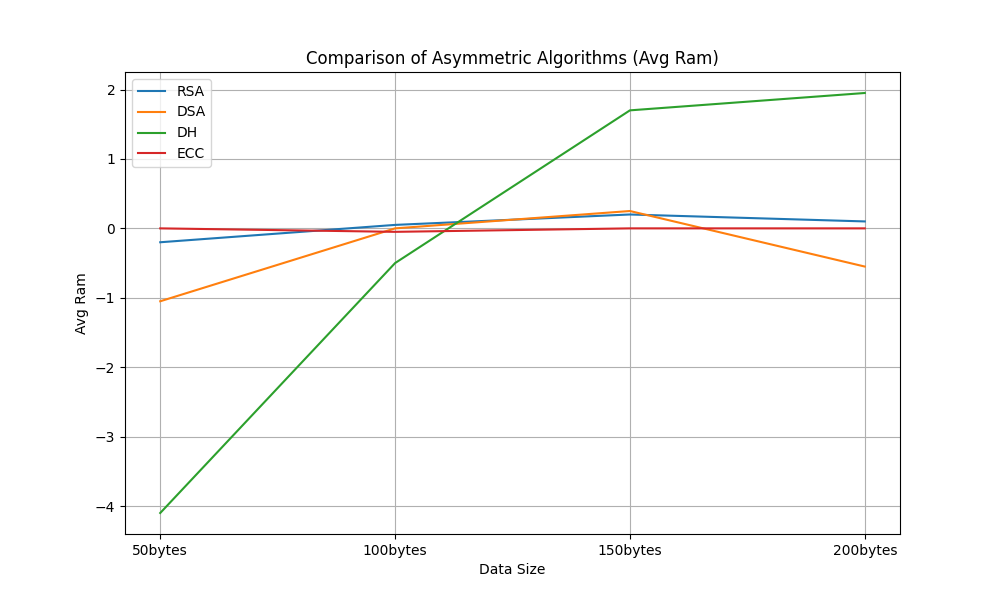 Comparison of Asymmetric Algorithms (Avg Ram)
RSA
DSA
DH
ECC
2
1
0
−1
−2
−3
−4
Avg Ram
50bytes 100bytes 150bytes 200bytes
Data Size